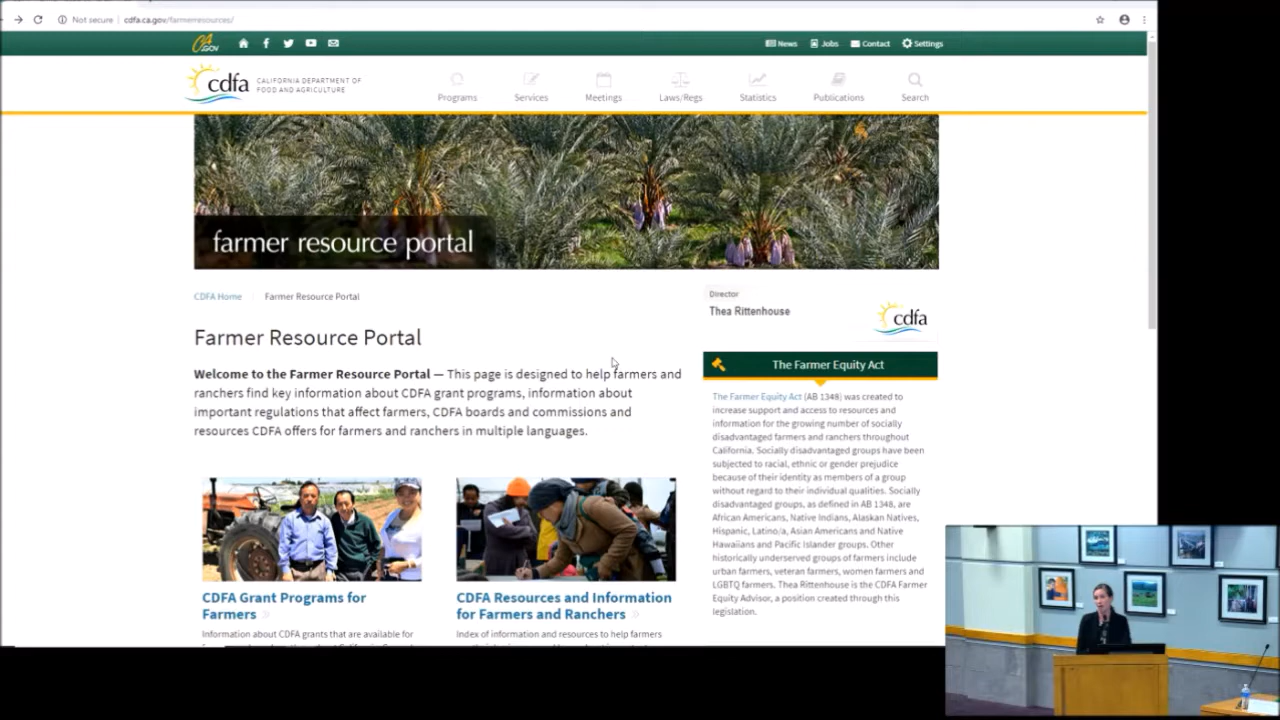 Not secure | cdfa.ca.gov/farmerresources/
CA.GOV
News
Jobs
Contact
Settings
cdfa
CALIFORNIA DEPARTMENT OF
FOOD AND AGRICULTURE
Programs
Services
Meetings
Laws/Regs
Statistics
Publications
Search
farmer resource portal
CDFA Home
Farmer Resource Portal
Farmer Resource Portal
Welcome to the Farmer Resource Portal — This page is designed to help farmers and
ranchers find key information about CDFA grant programs, information about
important regulations that affect farmers, CDFA boards and commissions and
resources CDFA offers for farmers and ranchers in multiple languages.
CDFA Grant Programs for
Farmers »
Information about CDFA grants that are available for
CDFA Resources and Information
for Farmers and Ranchers »
Index of information and resources to help farmers
Director
Thea Rittenhouse
cdfa
The Farmer Equity Act
The Farmer Equity Act (AB 1348) was created to
increase support and access to resources and
information for the growing number of socially
disadvantaged farmers and ranchers throughout
California. Socially disadvantaged groups have been
subjected to racial, ethnic or gender prejudice
because of their identity as members of a group
without regard to their individual qualities. Socially
disadvantaged groups, as defined in AB 1348, are
African Americans, Native Indians, Alaskan Natives,
Hispanic, Latino/a, Asian Americans and Native
Hawaiians and Pacific Islander groups. Other
historically underserved groups of farmers include
urban farmers, veteran farmers, women farmers and
LGBTQ farmers. Thea Rittenhouse is the CDFA Farmer
Equity Advisor, a position created through this
legislation.